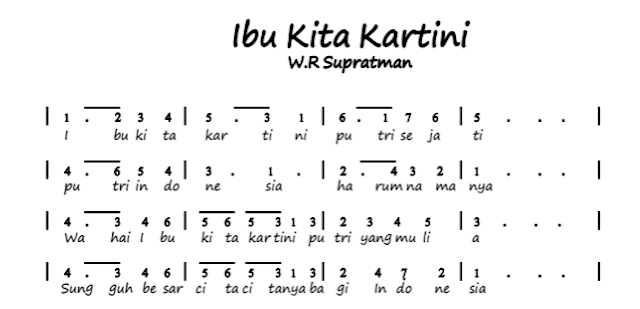 Ibu Kita Kartini
W.R Supratman
| 1 . 2 3 4 | 5 . 3 1 | 6 . 1 7 6 | 5 . . . |
I bu ki ta kar ti ni pu tri se ja ti
| 4 . 6 5 4 | 3 . 1 . | 2 . 4 3 2 | 1 . . . |
pu tri in do ne sia ha rum na ma nya
| 4 . 3 4 6 | 5 6 5 3 1 3 | 2 3 4 5 | 3 . . . |
Wa hai I bu ki ta kar tini pu tri yang mu li a
| 4 . 3 4 6 | 5 6 5 3 1 3 | 2 4 7̣ 2 | 1 . . . |
Sung guh be sar ci ta ci tanya ba gi In do ne sia